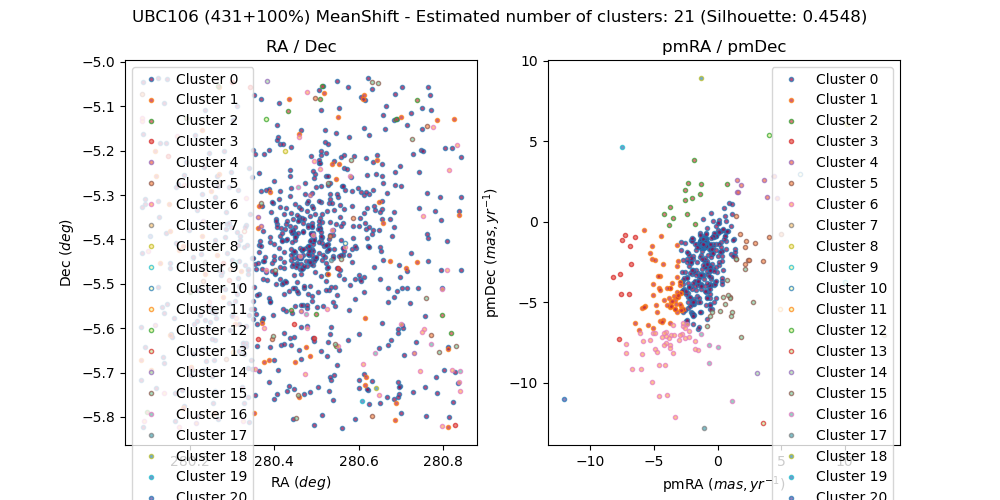 UBC106 (431+100%) MeanShift - Estimated number of clusters: 21 (Silhouette: 0.4548)
RA / Dec
−5.0
−5.1
−5.2
−5.3
−5.4
−5.5
−5.6
−5.7
−5.8
Dec (deg)
Cluster 0
Cluster 1
Cluster 2
Cluster 3
Cluster 4
Cluster 5
Cluster 6
Cluster 7
Cluster 8
Cluster 9
Cluster 10
Cluster 11
Cluster 12
Cluster 13
Cluster 14
Cluster 15
Cluster 16
Cluster 17
Cluster 18
Cluster 19
Cluster 20
280.2 280.4 280.6 280.8
RA (deg)
pmRA / pmDec
10
5
0
−5
−10
pmDec (mas, yr⁻¹)
Cluster 0
Cluster 1
Cluster 2
Cluster 3
Cluster 4
Cluster 5
Cluster 6
Cluster 7
Cluster 8
Cluster 9
Cluster 10
Cluster 11
Cluster 12
Cluster 13
Cluster 14
Cluster 15
Cluster 16
Cluster 17
Cluster 18
Cluster 19
Cluster 20
−10 −5 0 5 10
pmRA (mas, yr⁻¹)